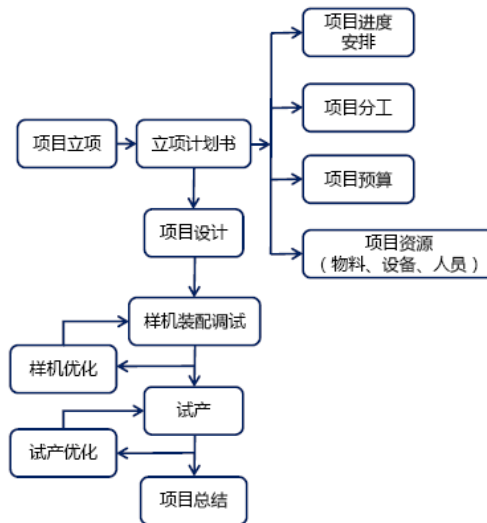 项目进度
安排
项目分工
项目立项
立项计划书
项目预算
项目设计
项目资源
（物料、设备、人员）
样机装配调试
样机优化
试产
试产优化
项目总结